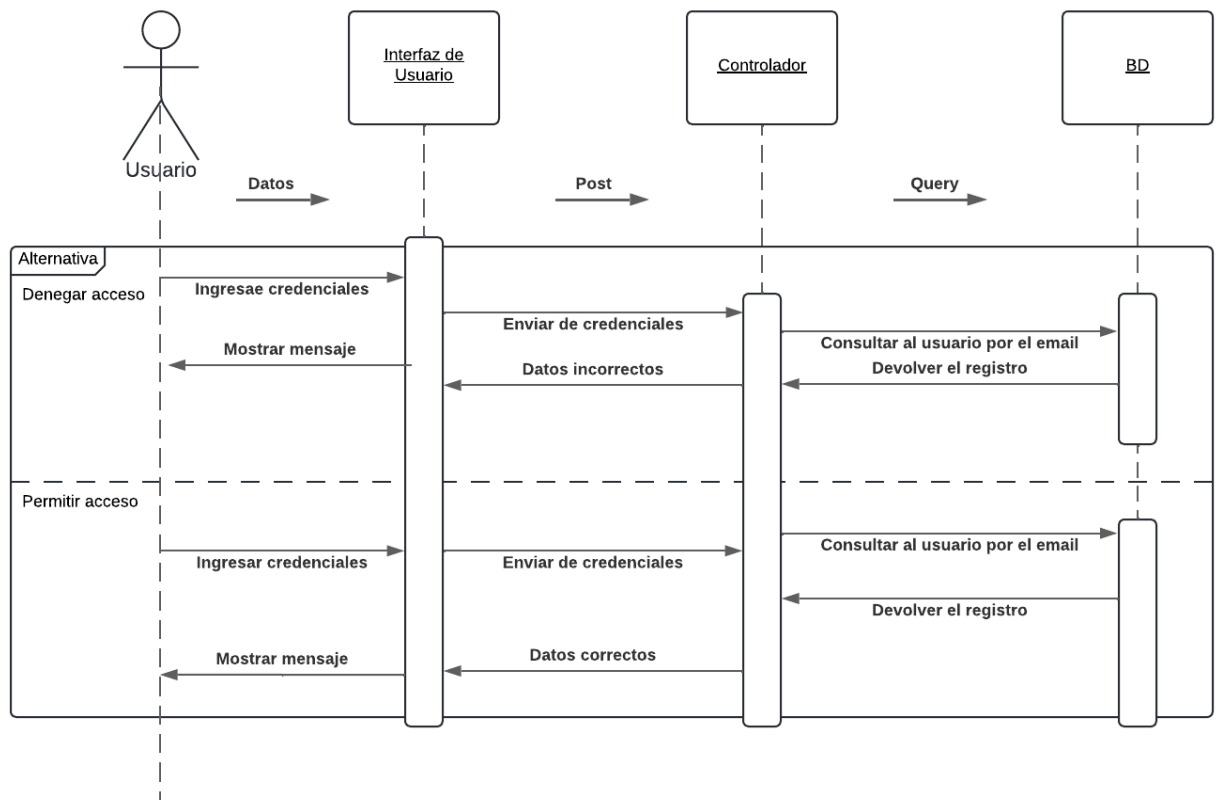 Interfaz de
Usuario
Controlador
BD
Usuario
Datos
Post
Query
Alternativa
Denegar acceso
Ingresae credenciales
Enviar de credenciales
Consultar al usuario por el email
Mostrar mensaje
Datos incorrectos
Devolver el registro
Permitir acceso
Ingresar credenciales
Enviar de credenciales
Consultar al usuario por el email
Devolver el registro
Mostrar mensaje
Datos correctos